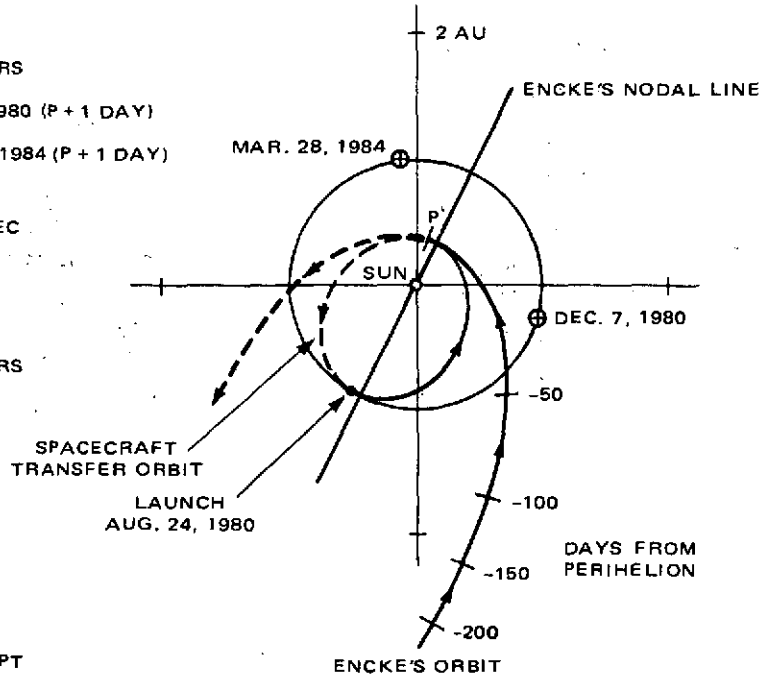 2 AU
RS
ENCKE'S NODAL LINE
980 (P + 1 DAY)
MAR. 28, 1984
1984 (P + 1 DAY)
P
EC
SUN
DEC. 7, 1980
RS
-50
SPACECRAFT
TRANSFER ORBIT
LAUNCH
AUG. 24, 1980
-100
DAYS FROM
PERIHELION
-150
-200
PT
ENCKE'S ORBIT